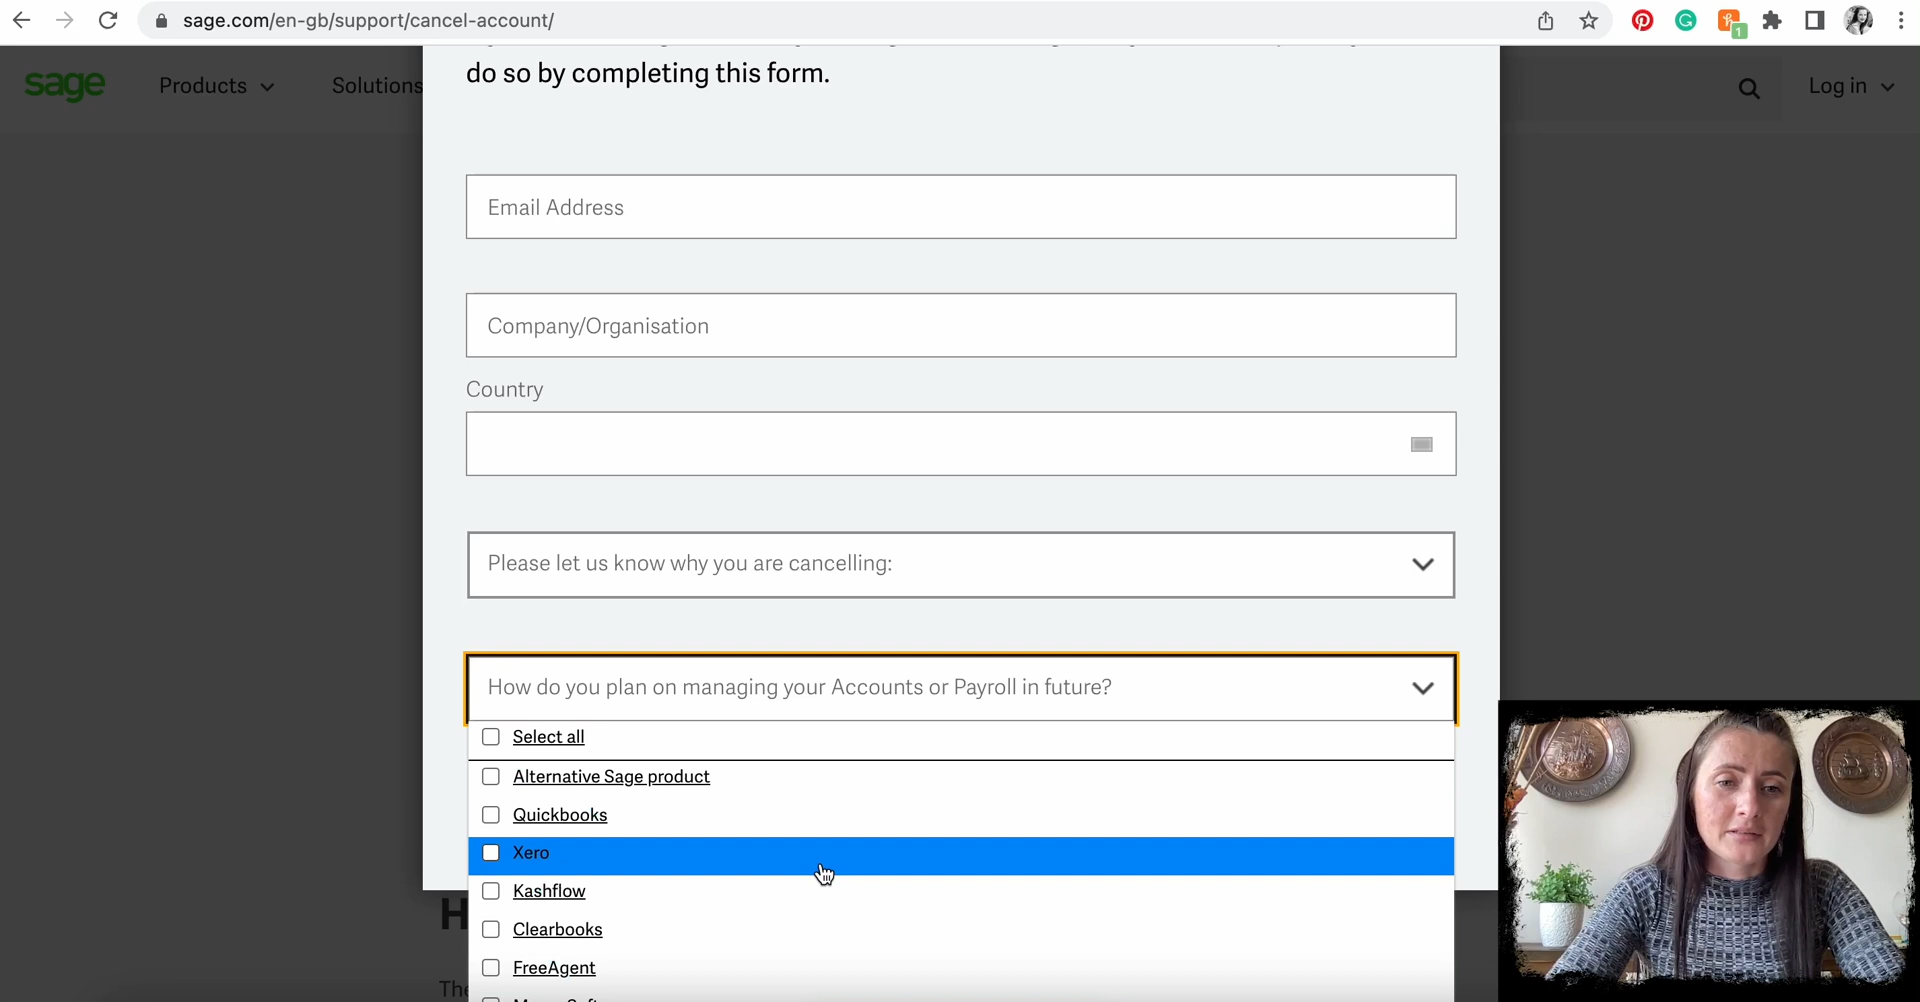 sage.com/en-gb/support/cancel-account/
1
do so by completing this form.
sage
Products
Solutions
Log in
Email Address
Company/Organisation
Country
Please let us know why you are cancelling:
How do you plan on managing your Accounts or Payroll in future?
Select all
Alternative Sage product
Quickbooks
Xero
Kashflow
Clearbooks
FreeAgent